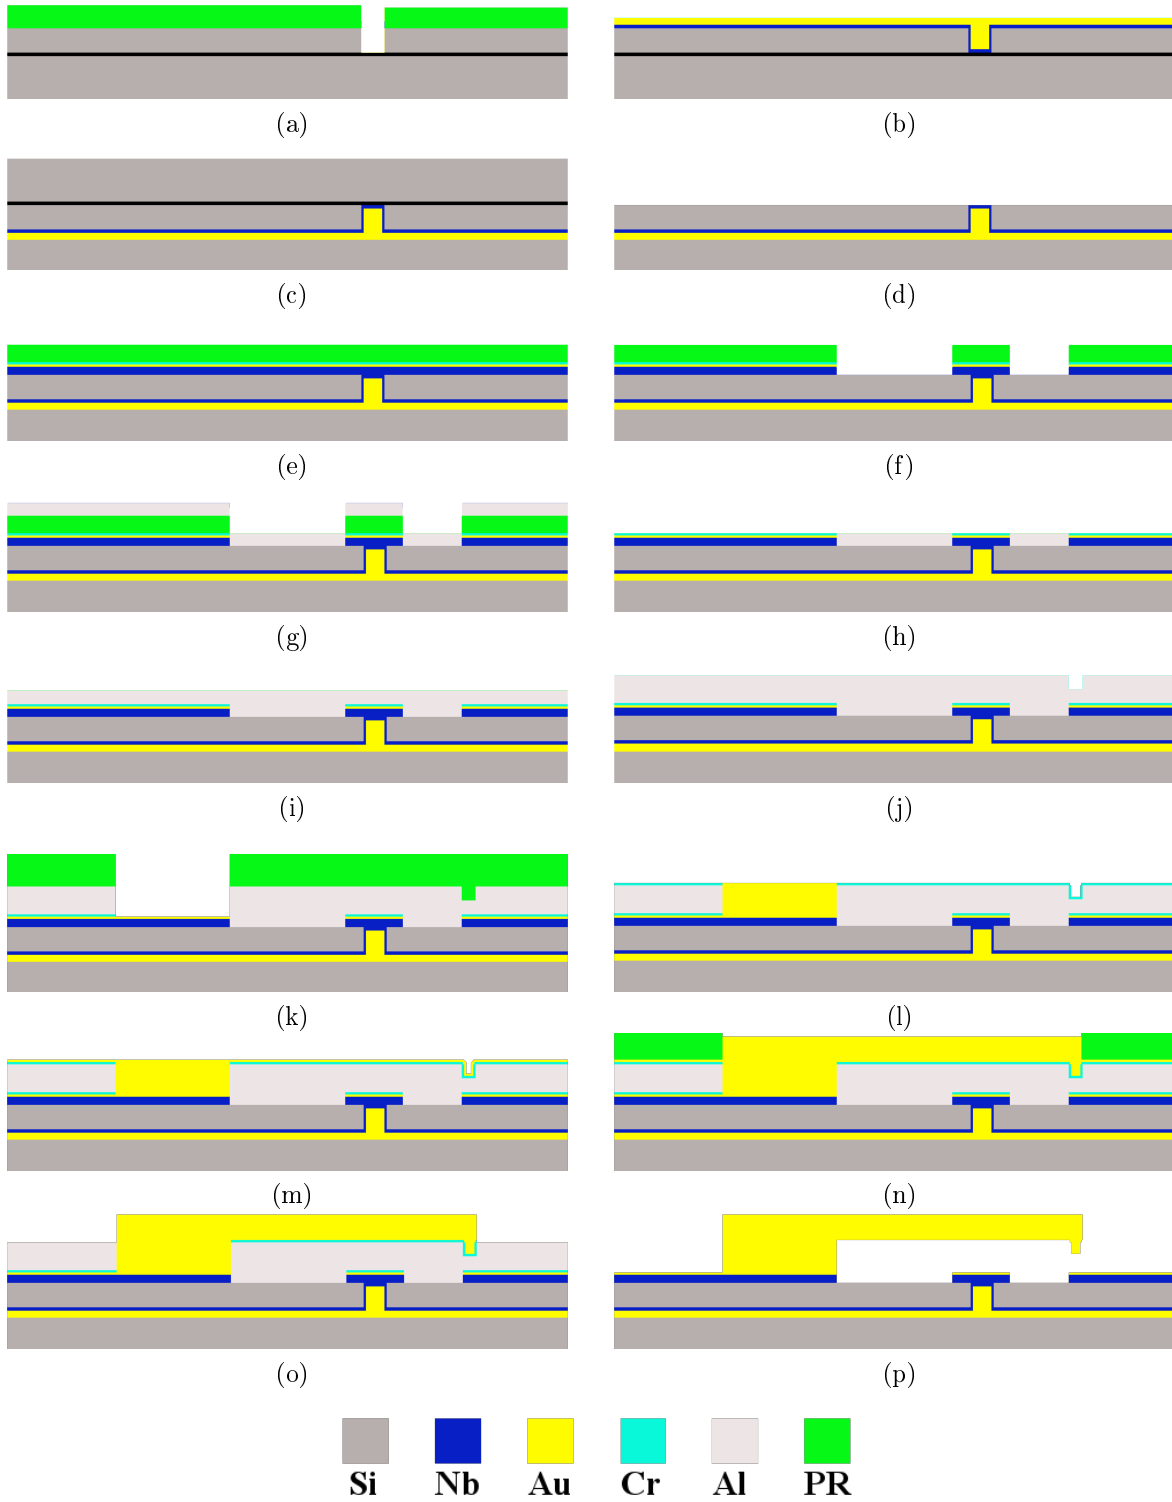 (a) (b)
(c) (d)
(e) (f)
(g) (h)
(i) (j)
(k) (l)
(m) (n)
(o) (p)
Si Nb Au Cr Al PR